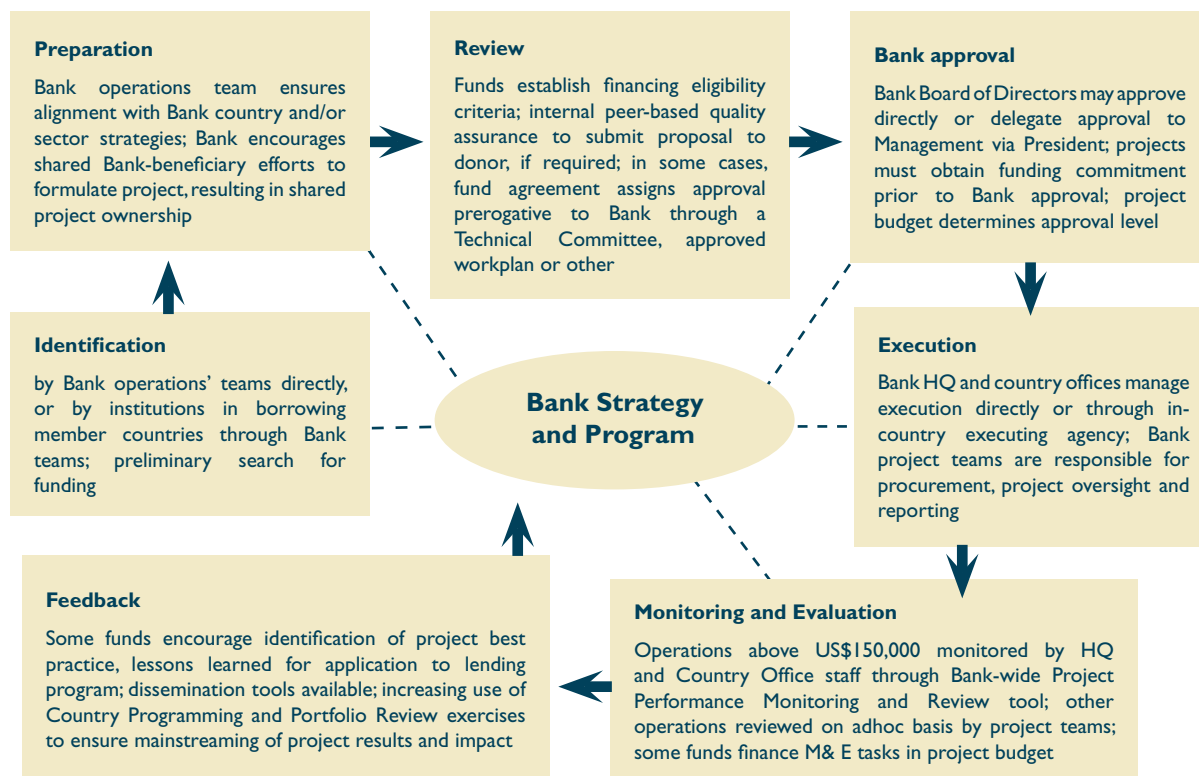 Preparation
Bank operations team ensures
alignment with Bank country and/or
sector strategies; Bank encourages
shared Bank-beneficiary efforts to
formulate project, resulting in shared
project ownership
Review
Funds establish financing eligibility
criteria; internal peer-based quality
assurance to submit proposal to
donor, if required; in some cases,
fund agreement assigns approval
prerogative to Bank through a
Technical Committee, approved
workplan or other
Bank approval
Bank Board of Directors may approve
directly or delegate approval to
Management via President; projects
must obtain funding commitment
prior to Bank approval; project
budget determines approval level
Identification
by Bank operations’ teams directly,
or by institutions in borrowing
member countries through Bank
teams; preliminary search for
funding
Bank Strategy
and Program
Execution
Bank HQ and country offices manage
execution directly or through in-
country executing agency; Bank
project teams are responsible for
procurement, project oversight and
reporting
Feedback
Some funds encourage identification of project best
practice, lessons learned for application to lending
program; dissemination tools available; increasing use of
Country Programming and Portfolio Review exercises
to ensure mainstreaming of project results and impact
Monitoring and Evaluation
Operations above US$150,000 monitored by HQ
and Country Office staff through Bank-wide Project
Performance Monitoring and Review tool; other
operations reviewed on adhoc basis by project teams;
some funds finance M& E tasks in project budget